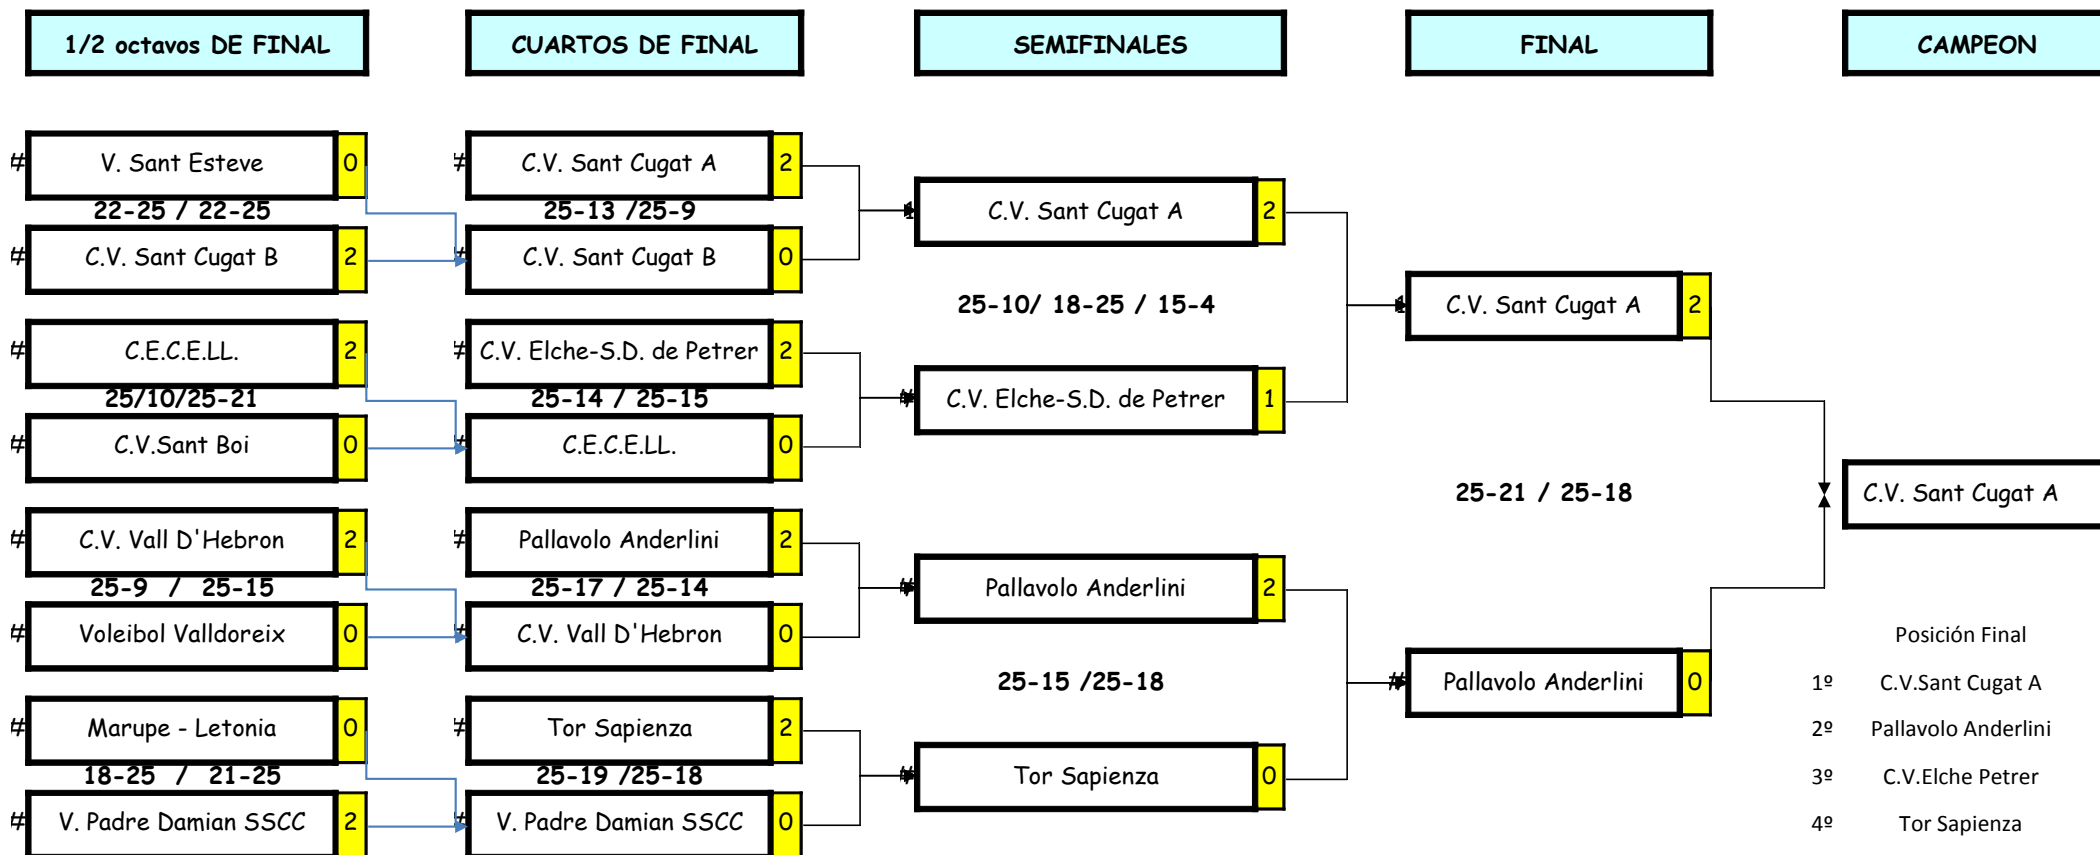 1/2 octavos DE FINAL
CUARTOS DE FINAL
SEMIFINALES
FINAL
CAMPEON
# V. Sant Esteve 0
22-25 / 22-25
# C.V. Sant Cugat B 2
# C.E.C.E.LL. 2
25/10/25-21
# C.V.Sant Boi 0
# C.V. Vall D'Hebron 2
25-9 / 25-15
# Voleibol Valldoreix 0
# Marupe - Letonia 0
18-25 / 21-25
# V. Padre Damian SSCC 2
# C.V. Sant Cugat A 2
25-13 /25-9
# C.V. Sant Cugat B 0
# C.V. Elche-S.D. de Petrer 2
25-14 / 25-15
# C.E.C.E.LL. 0
# Pallavolo Anderlini 2
25-17 / 25-14
# C.V. Vall D'Hebron 0
# Tor Sapienza 2
25-19 /25-18
# V. Padre Damian SSCC 0
1 C.V. Sant Cugat A 2
25-10/ 18-25 / 15-4
# C.V. Elche-S.D. de Petrer 1
# Pallavolo Anderlini 2
25-15 /25-18
# Tor Sapienza 0
1 C.V. Sant Cugat A 2
25-21 / 25-18
# Pallavolo Anderlini 0
C.V. Sant Cugat A
Posición Final
1º C.V.Sant Cugat A
2º Pallavolo Anderlini
3º C.V.Elche Petrer
4º Tor Sapienza